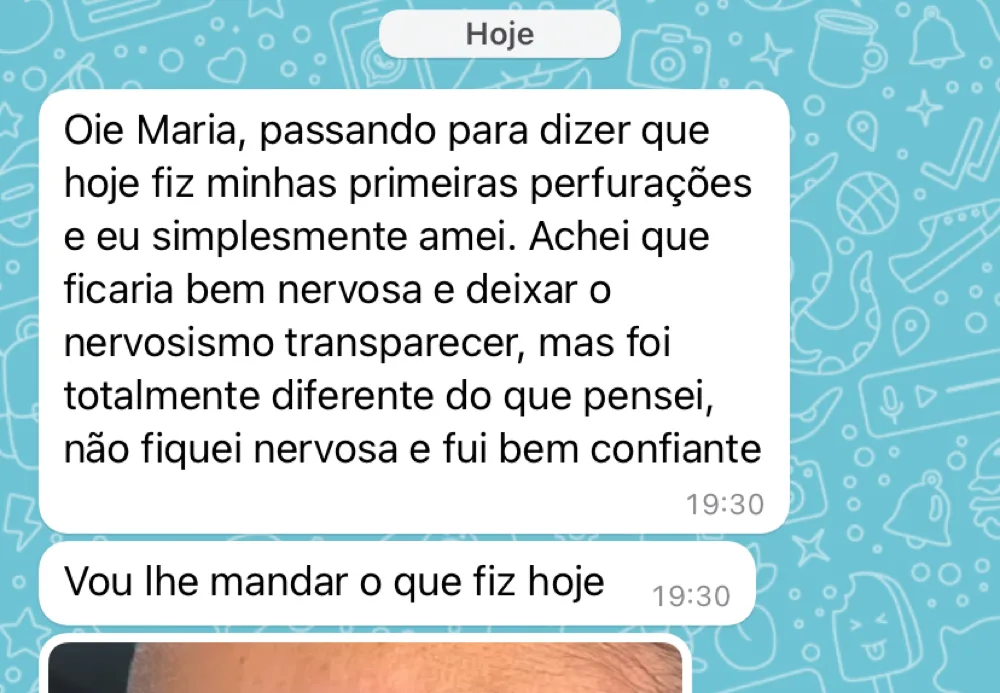 Hoje
Oie Maria, passando para dizer que
hoje fiz minhas primeiras perfurações
e eu simplesmente amei. Achei que
ficaria bem nervosa e deixar o
nervosismo transparecer, mas foi
totalmente diferente do que pensei,
não fiquei nervosa e fui bem confiante
19:30
Vou lhe mandar o que fiz hoje
19:30